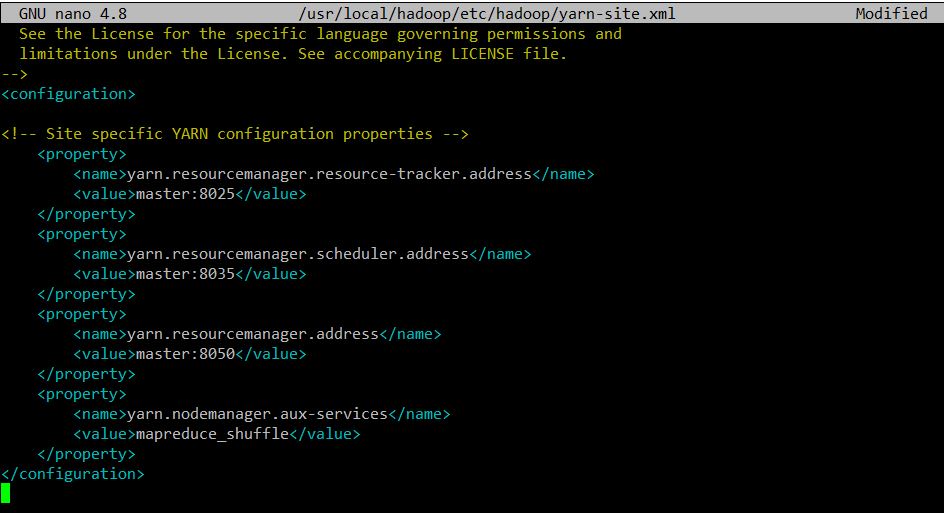 GNU nano 4.8 /usr/local/hadoop/etc/hadoop/yarn-site.xml Modified
See the License for the specific language governing permissions and
limitations under the License. See accompanying LICENSE file.
-->
<configuration>
<!-- Site specific YARN configuration properties -->
<property>
<name>yarn.resourcemanager.resource-tracker.address</name>
<value>master:8025</value>
</property>
<property>
<name>yarn.resourcemanager.scheduler.address</name>
<value>master:8035</value>
</property>
<property>
<name>yarn.resourcemanager.address</name>
<value>master:8050</value>
</property>
<property>
<name>yarn.nodemanager.aux-services</name>
<value>mapreduce_shuffle</value>
</property>
</configuration>